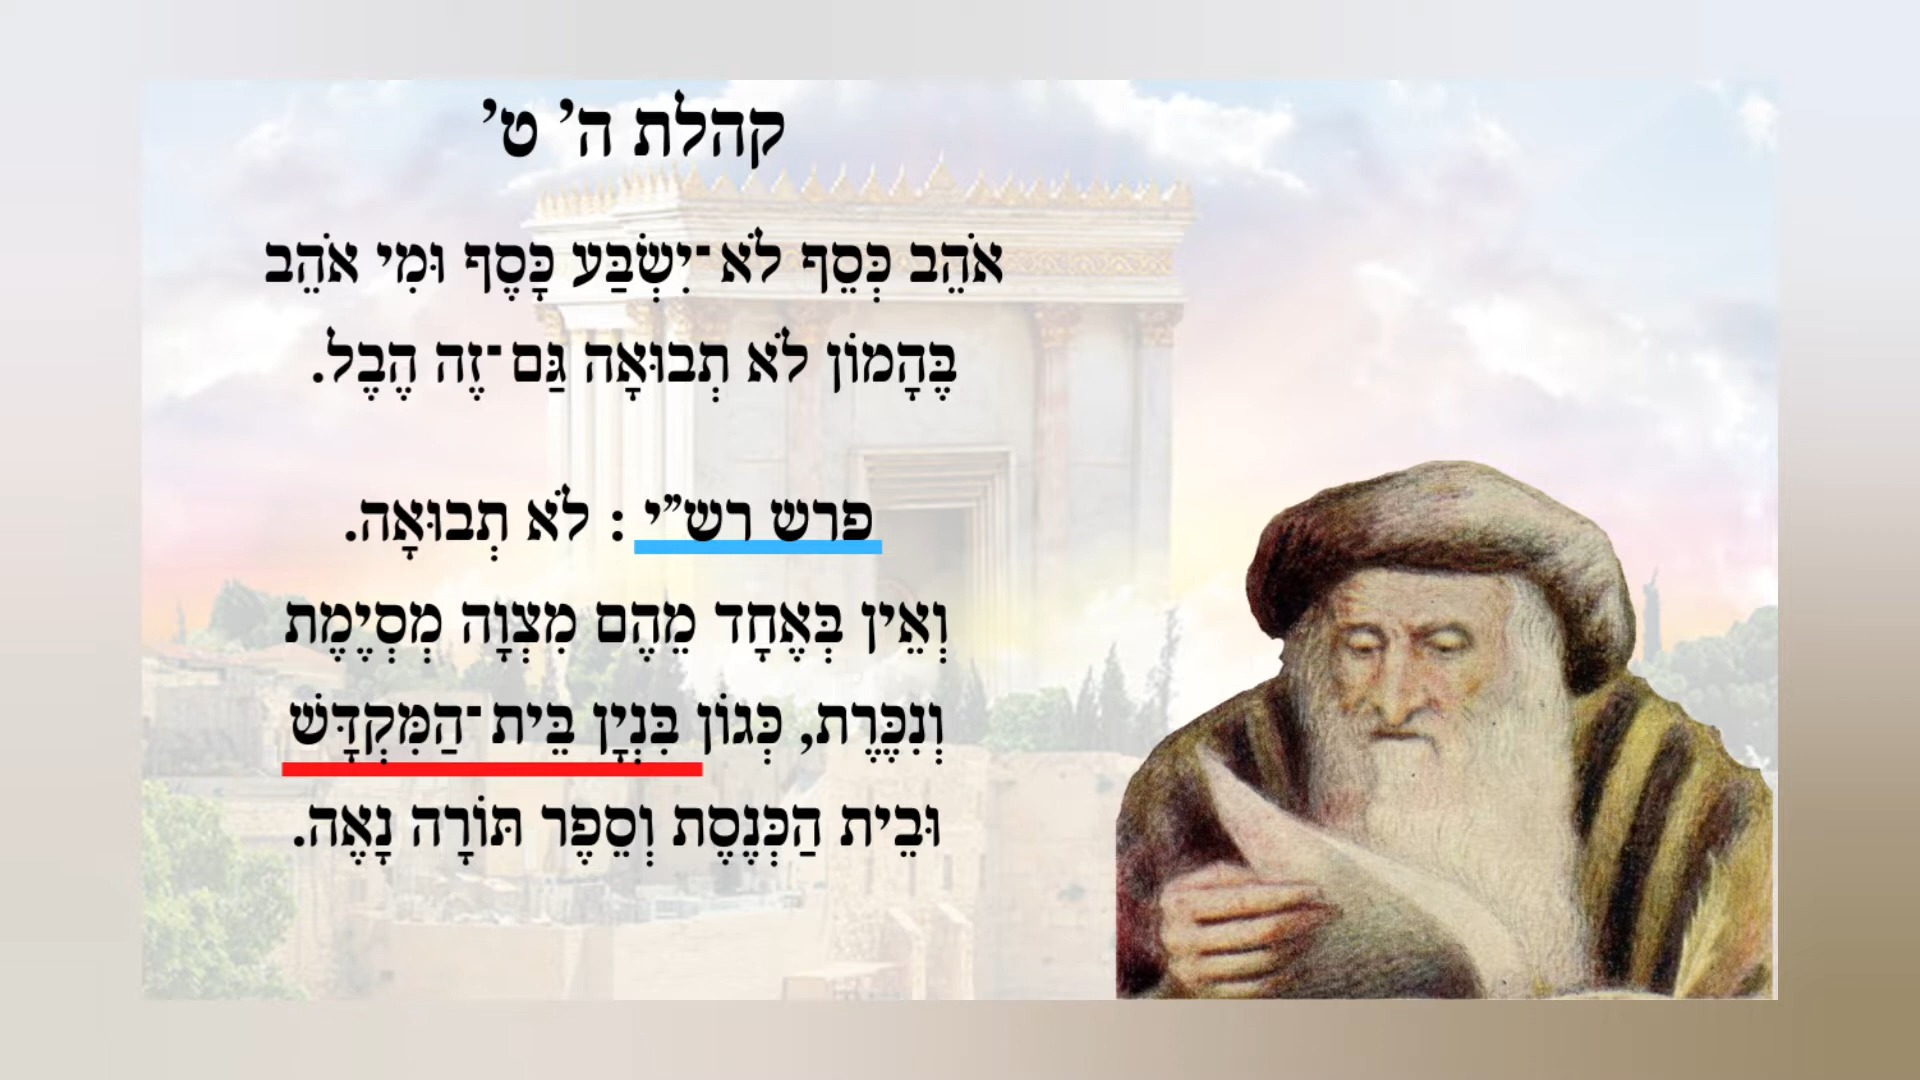 קהלת ה' ט'
אֹהֵב כְּסֵף לֹא־יִשְׂבַּע כָּסֶף וּמִי אֹהֵב
בֶּהָמוֹן לֹא תְבוּאָה גַּם־זֶה הֶבֶל.
פרש רש"י : לֹא תְבוּאָה.
וְאֵין בְּאֶחָד מֵהֶם מִצְוָה מְסְיֶמֶת
וְנִכֶּרֶת, כְּגוֹן בִּנְיָן בֵּית־הַמִּקְדָּשׁ
וּבֵית הַכְּנֶסֶת וְסֵפֶר תּוֹרָה נָאֶה.